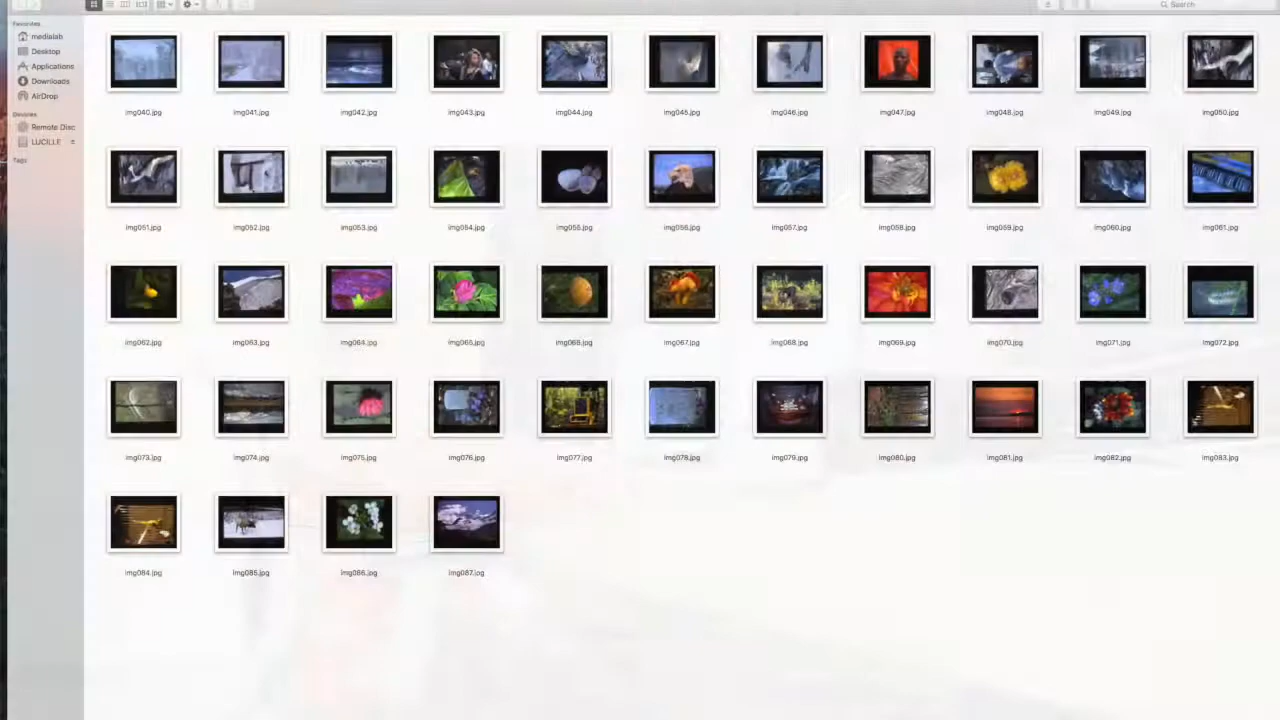 Search
Favorites
medialab
Desktop
Applications
Downloads
AirDrop
Devices
Remote Disc
LUCILLE
Tags
img040.jpg img041.jpg img042.jpg img043.jpg img044.jpg img045.jpg img046.jpg img047.jpg img048.jpg img049.jpg img050.jpg
img051.jpg img052.jpg img053.jpg img054.jpg img055.jpg img056.jpg img057.jpg img058.jpg img059.jpg img060.jpg img061.jpg
img062.jpg img063.jpg img064.jpg img065.jpg img066.jpg img067.jpg img068.jpg img069.jpg img070.jpg img071.jpg img072.jpg
img073.jpg img074.jpg img075.jpg img076.jpg img077.jpg img078.jpg img079.jpg img080.jpg img081.jpg img082.jpg img083.jpg
img084.jpg img085.jpg img086.jpg img087.jpg